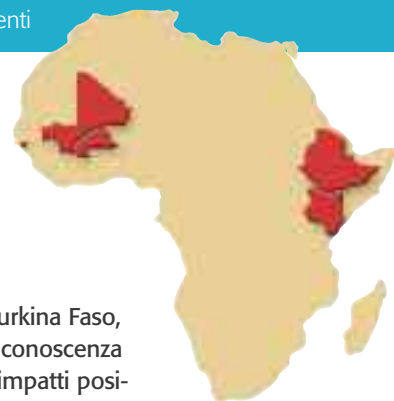 enti
urkina Faso,
conoscenza
impatti posi-